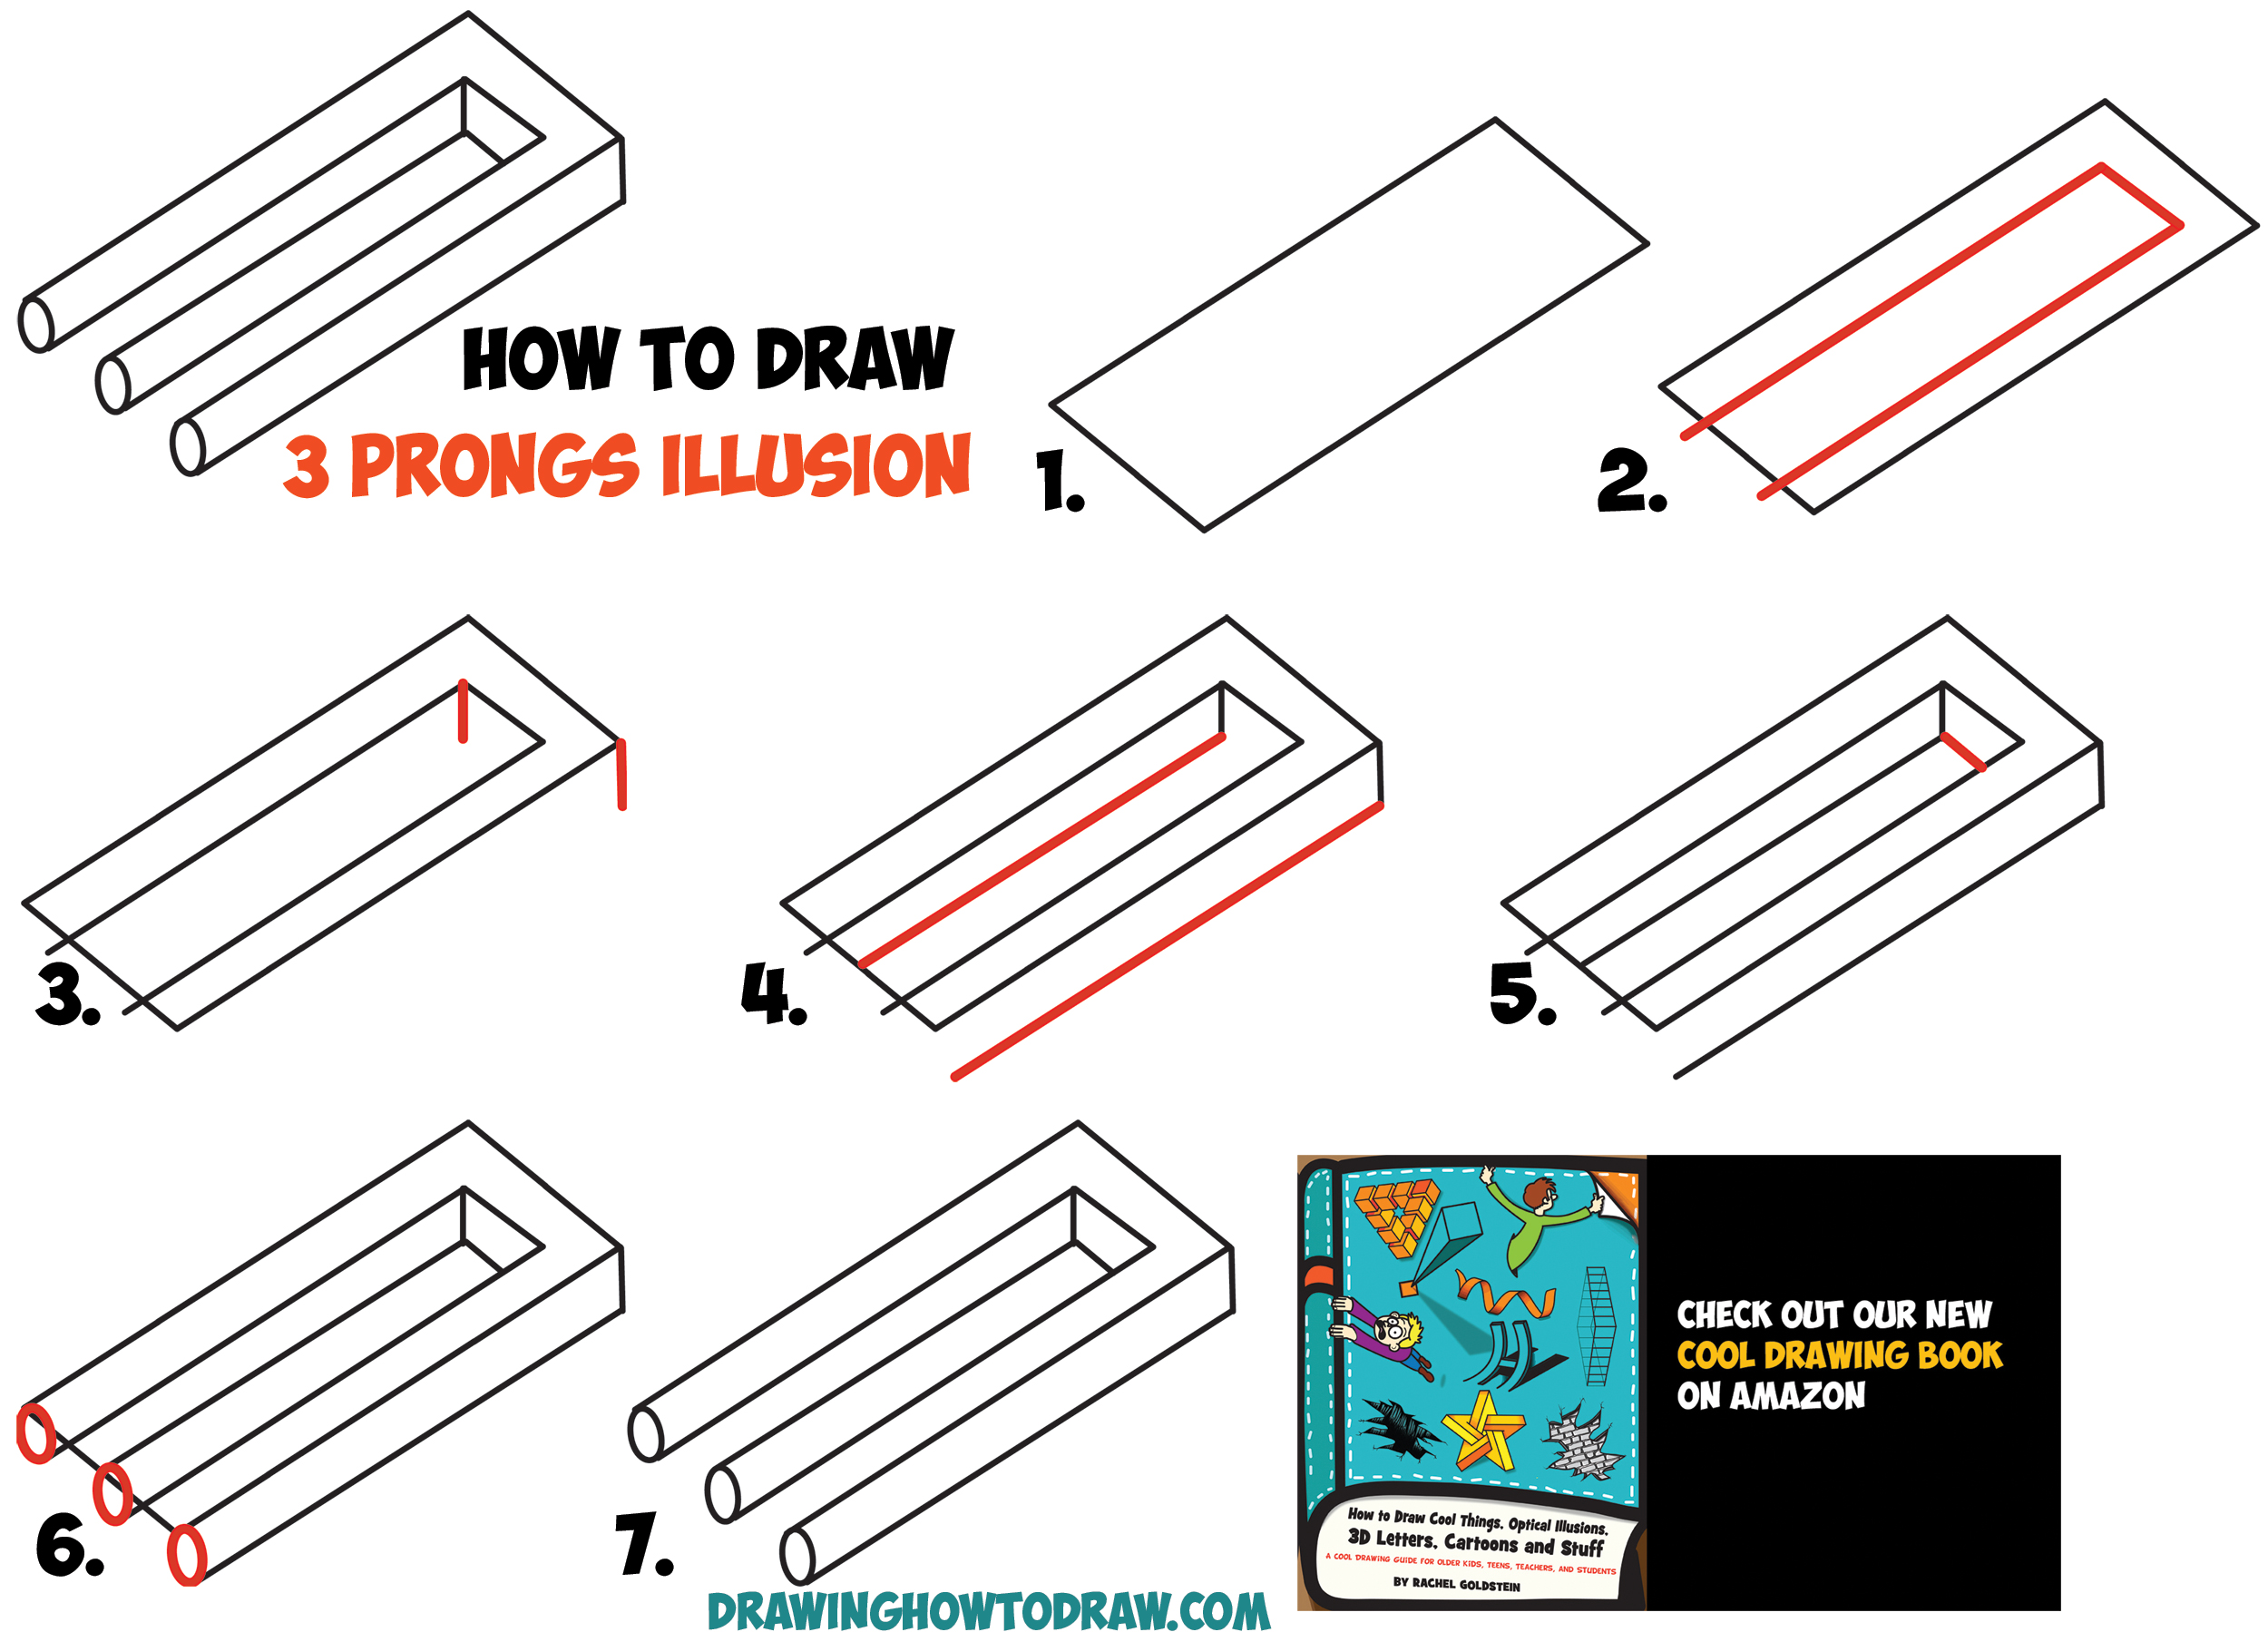 HOW TO DRAW
3 PRONGS ILLUSION
1.
2.
3.
4.
5.
6.
7.
How to Draw Cool Things, Optical Illusions,
3D Letters, Cartoons and Stuff
A COOL DRAWING GUIDE FOR OLDER KIDS, TEENS, TEACHERS, AND STUDENTS
BY RACHEL GOLDSTEIN
CHECK OUT OUR NEW
COOL DRAWING BOOK
ON AMAZON
DRAWINGHOWTODRAW.COM